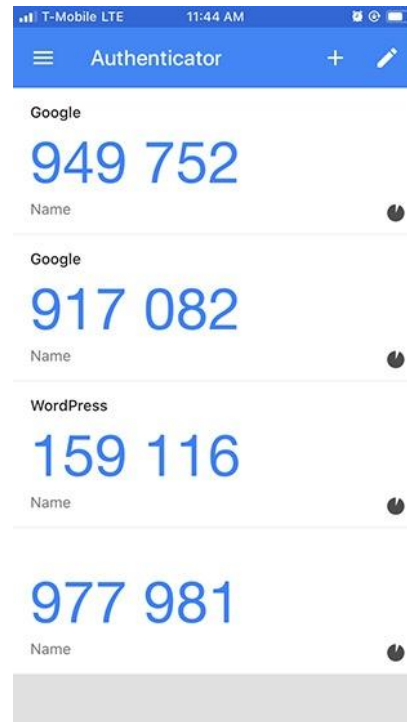 T-Mobile LTE 11:44 AM
Authenticator
Google
949 752
Name
Google
917 082
Name
WordPress
159 116
Name
977 981
Name